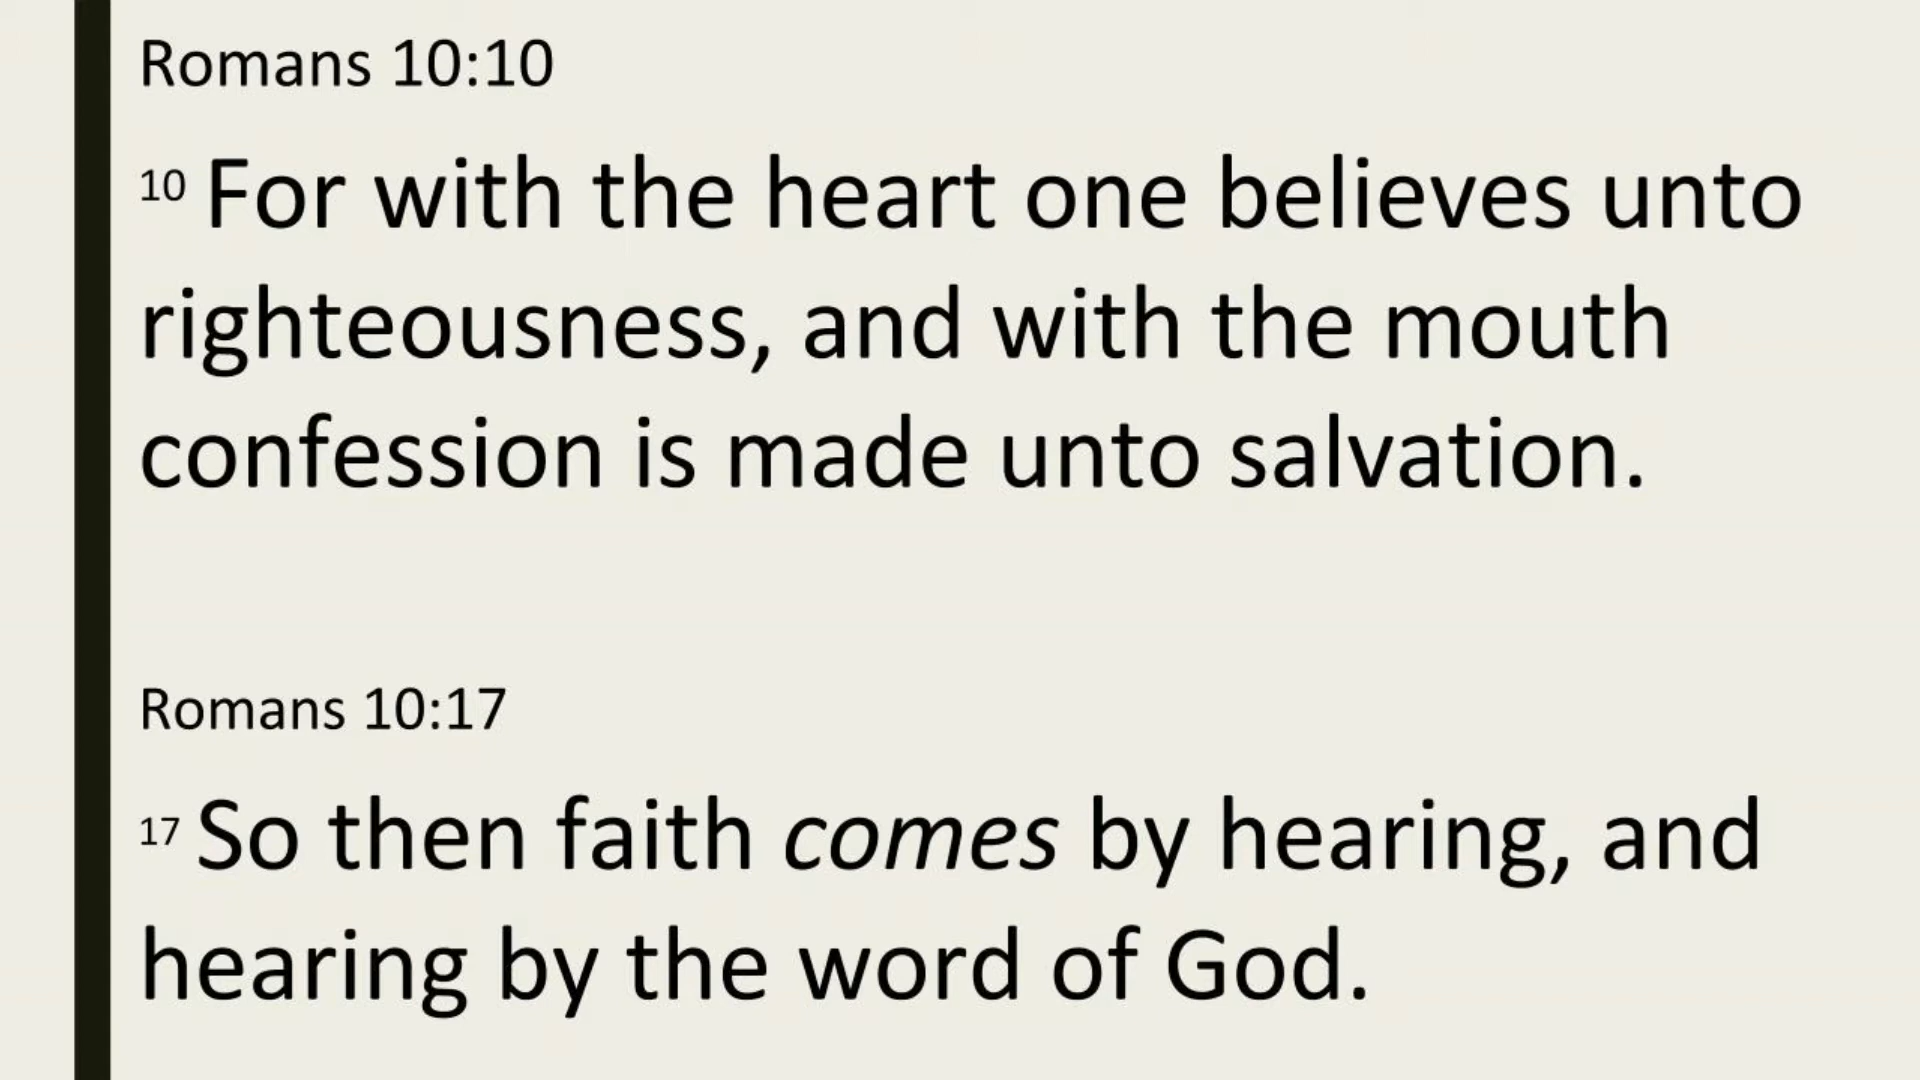 Romans 10:10
10 For with the heart one believes unto
righteousness, and with the mouth
confession is made unto salvation.
Romans 10:17
17 So then faith comes by hearing, and
hearing by the word of God.